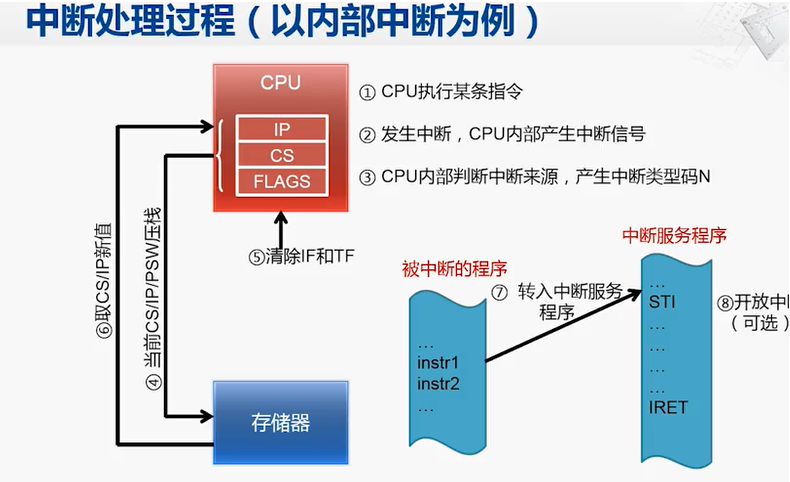 中断处理过程（以内部中断为例）
CPU
IP
CS
FLAGS
① CPU执行某条指令
② 发生中断，CPU内部产生中断信号
③ CPU内部判断中断来源，产生中断类型码N
⑤清除IF和TF
⑥取CS/IP新值
④ 当前CS/IP/PSW压栈
存储器
被中断的程序
…
instr1
instr2
…
⑦ 转入中断服务
程序
中断服务程序
…
STI
…
…
…
IRET
⑧开放中
（可选）